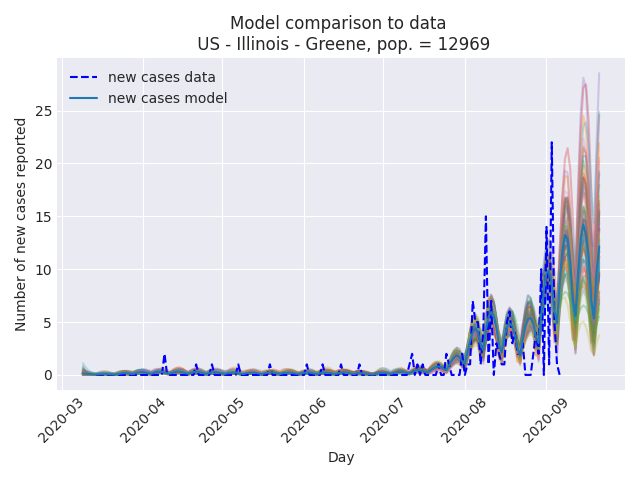 Model comparison to data
US - Illinois - Greene, pop. = 12969
new cases data
new cases model
Number of new cases reported
25
20
15
10
5
0
2020-03
2020-04
2020-05
2020-06
2020-07
2020-08
2020-09
Day